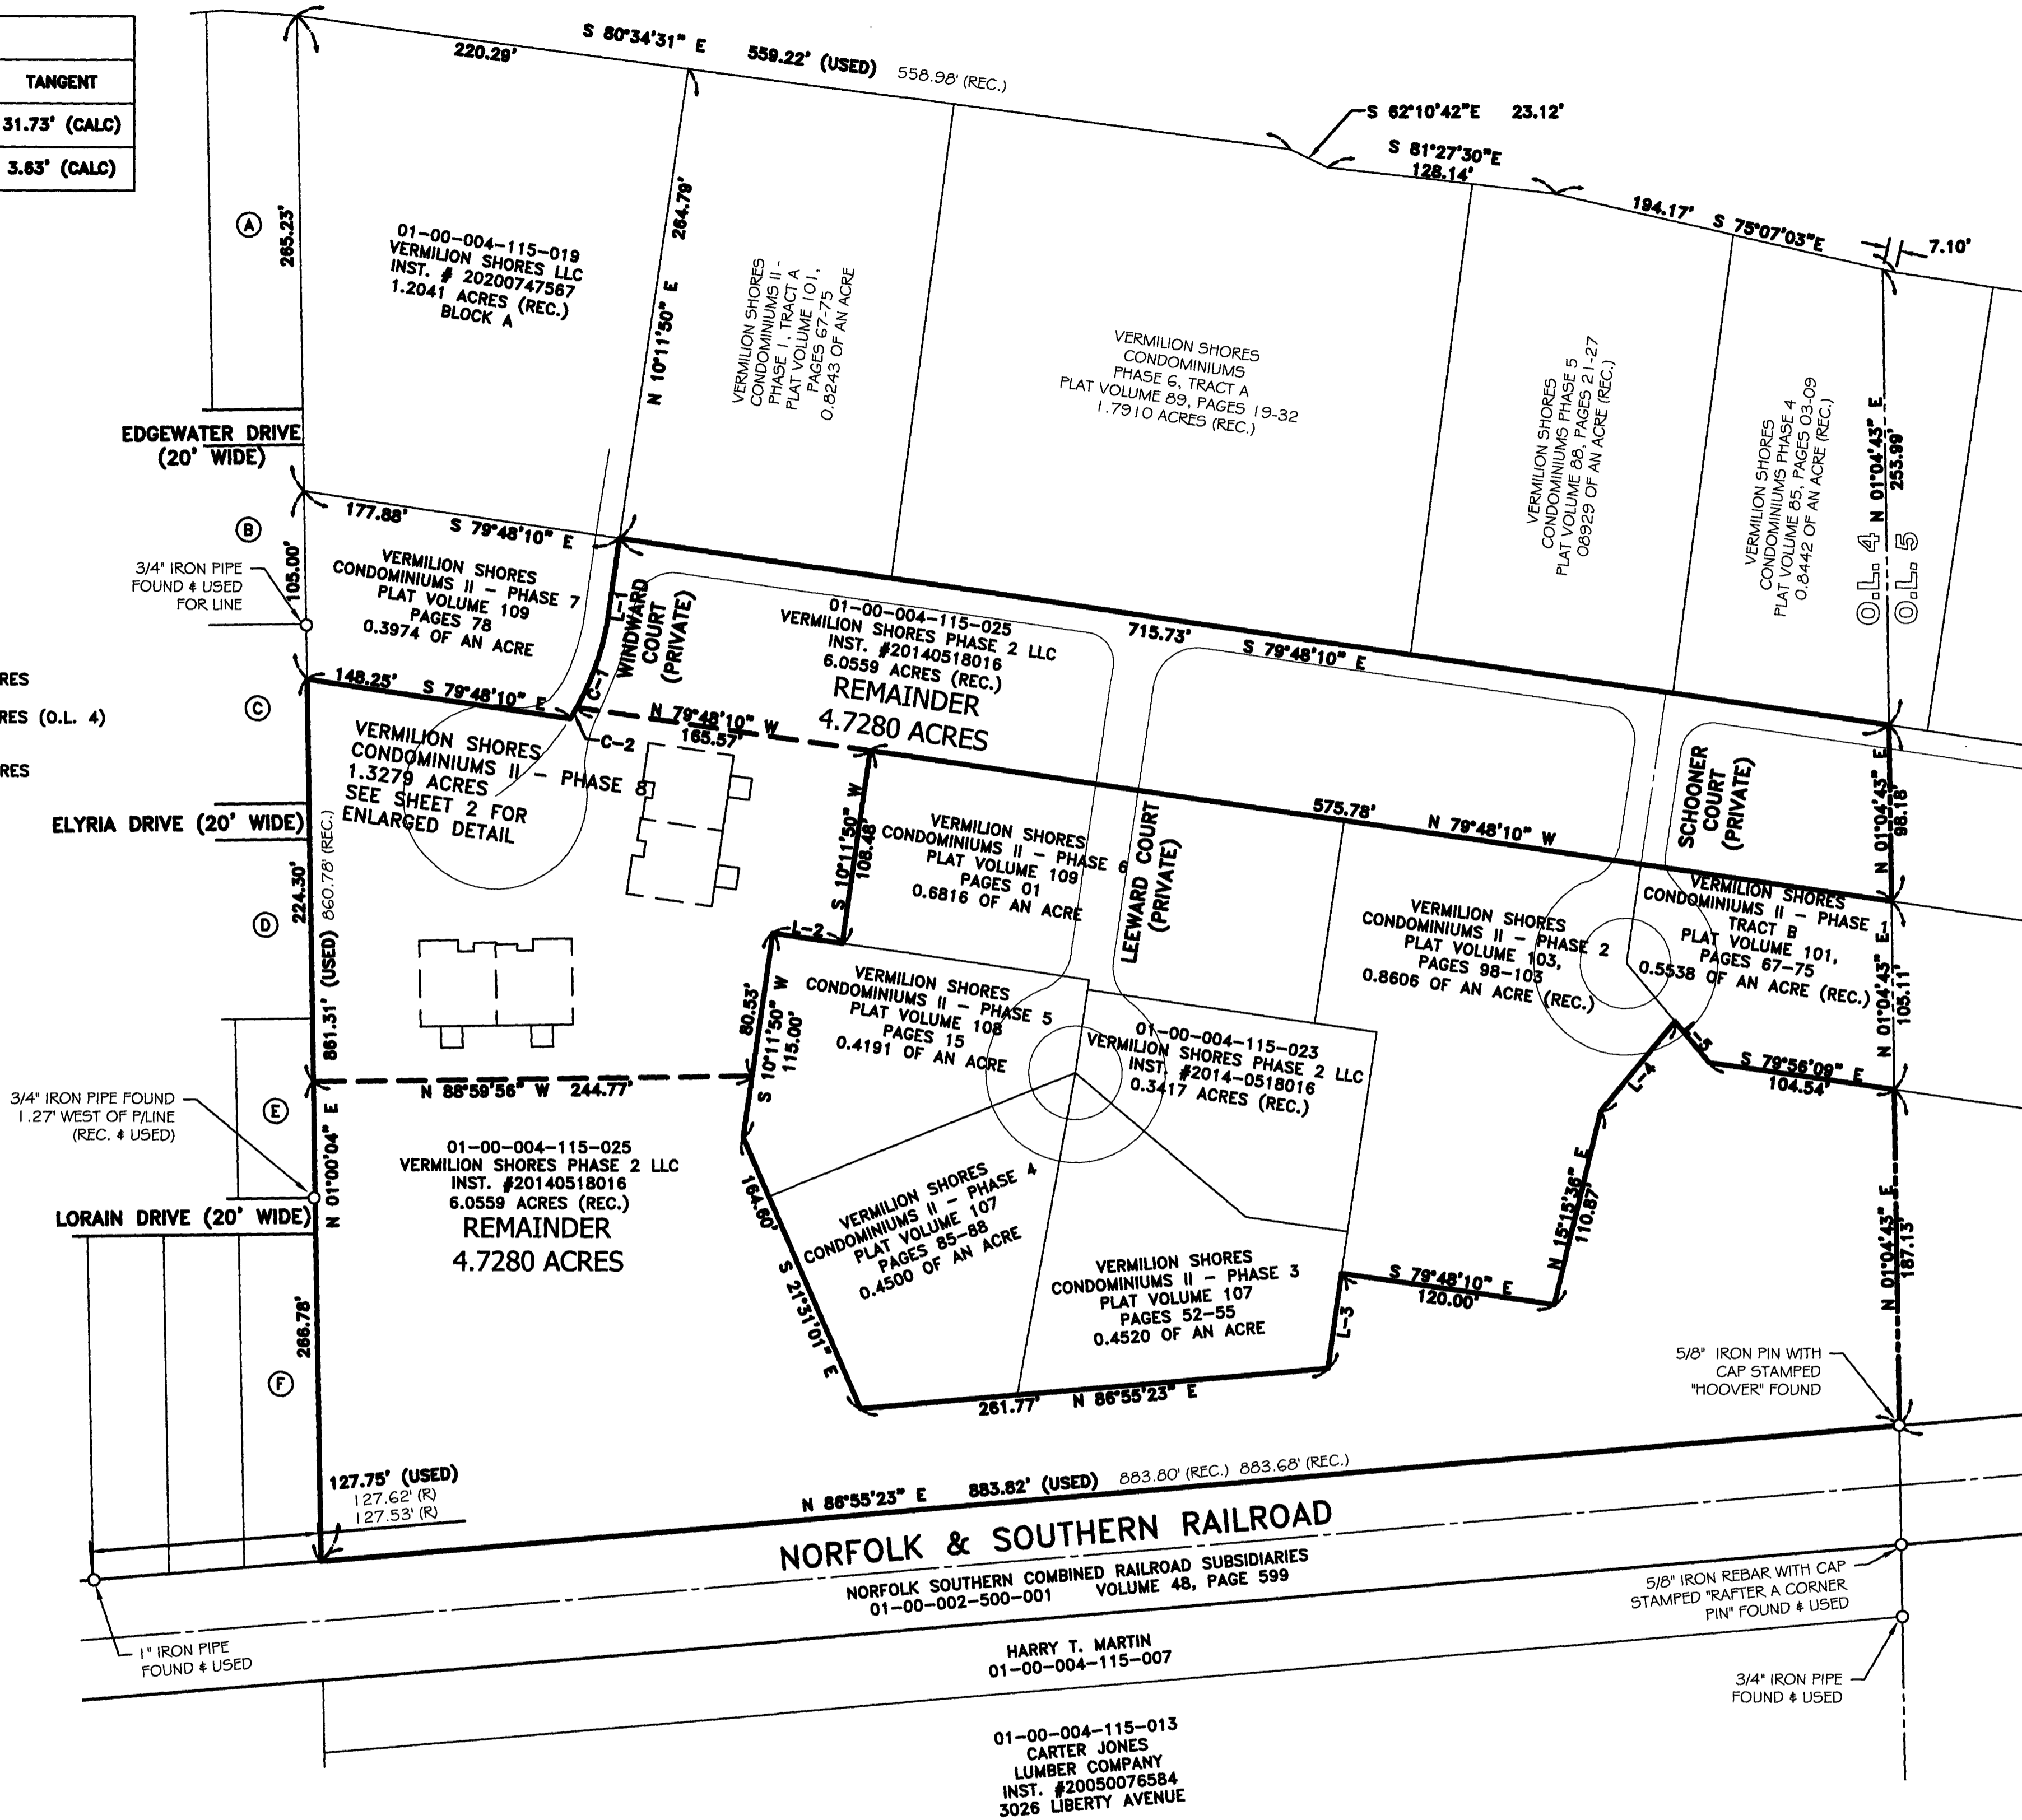 TANGENT
31.73' (CALC)
3.63' (CALC)
S 80°34'31" E
559.22' (USED)
558.98' (REC.)
220.29'
S 62°10'42"E 23.12'
S 81°27'30"E
128.14'
194.17'
S 75°07'03"E
7.10'
A
265.23'
01-00-004-115-019
VERMILION SHORES LLC
INST. # 20200747567
1.2041 ACRES (REC.)
BLOCK A
N 10°11'50" E
264.79'
VERMILION SHORES
CONDOMINIUMS II -
PHASE 1, TRACT A
PLAT VOLUME 101,
PAGES 67-75
0.8243 OF AN ACRE
VERMILION SHORES
CONDOMINIUMS
PHASE 6, TRACT A
PLAT VOLUME 89, PAGES 19-32
1.7910 ACRES (REC.)
VERMILION SHORES
CONDOMINIUMS PHASE 5
PLAT VOLUME 88, PAGES 21-27
08929 OF AN ACRE (REC.)
VERMILION SHORES
CONDOMINIUMS PHASE 4
PLAT VOLUME 85, PAGES 03-09
0.8442 OF AN ACRE (REC.)
N 01°04'43" E
253.99'
O.L. 4
O.L. 5
EDGEWATER DRIVE
(20' WIDE)
B
105.00'
3/4" IRON PIPE
FOUND & USED
FOR LINE
177.88'
S 79°48'10" E
VERMILION SHORES
CONDOMINIUMS II - PHASE 7
PLAT VOLUME 109
PAGES 78
0.3974 OF AN ACRE
L-1
C-1
WINDWARD
COURT
(PRIVATE)
01-00-004-115-025
VERMILION SHORES PHASE 2 LLC
INST. #20140518016
6.0559 ACRES (REC.)
REMAINDER
4.7280 ACRES
715.73'
S 79°48'10" E
RES
RES (O.L. 4)
RES
C
148.25'
S 79°48'10" E
C-2
N 79°48'10" W
165.57'
VERMILION SHORES
CONDOMINIUMS II - PHASE 8
1.3279 ACRES
SEE SHEET 2 FOR
ENLARGED DETAIL
ELYRIA DRIVE (20' WIDE)
D
224.30'
861.31' (USED)
860.78' (REC.)
S 10°11'50" W
108.48'
VERMILION SHORES
CONDOMINIUMS II - PHASE 6
PLAT VOLUME 109
PAGES 01
0.6816 OF AN ACRE
LEEWARD COURT
(PRIVATE)
575.78'
N 79°48'10" W
SCHOONER
COURT
(PRIVATE)
N 01°04'43" E
98.18'
VERMILION SHORES
CONDOMINIUMS II - PHASE 1
TRACT B
PLAT VOLUME 101,
PAGES 67-75
0.5538 OF AN ACRE (REC.)
VERMILION SHORES
CONDOMINIUMS II - PHASE 2
PLAT VOLUME 103,
PAGES 98-103
0.8606 OF AN ACRE (REC.)
N 01°04'43" E
105.11'
L-2
80.53'
S 10°11'50" W
115.00'
VERMILION SHORES
CONDOMINIUMS II - PHASE 5
PLAT VOLUME 108
PAGES 15
0.4191 OF AN ACRE
01-00-004-115-023
VERMILION SHORES PHASE 2 LLC
INST. #2014-0518016
0.3417 ACRES (REC.)
L-4
L-5
S 79°56'09" E
104.54'
3/4" IRON PIPE FOUND
1.27' WEST OF P/LINE
(REC. & USED)
E
N 01°00'04" E
N 88°59'56" W 244.77'
01-00-004-115-025
VERMILION SHORES PHASE 2 LLC
INST. #20140518016
6.0559 ACRES (REC.)
REMAINDER
4.7280 ACRES
164.60'
S 21°31'01" E
VERMILION SHORES
CONDOMINIUMS II - PHASE 4
PLAT VOLUME 107
PAGES 85-88
0.4500 OF AN ACRE
VERMILION SHORES
CONDOMINIUMS II - PHASE 3
PLAT VOLUME 107
PAGES 52-55
0.4520 OF AN ACRE
L-3
S 79°48'10" E
120.00'
N 15°15'36" E
110.87'
N 01°04'43" E
187.13'
LORAIN DRIVE (20' WIDE)
266.78'
F
261.77'
N 86°55'23" E
5/8" IRON PIN WITH
CAP STAMPED
"HOOVER" FOUND
127.75' (USED)
127.62' (R)
127.53' (R)
N 86°55'23" E
883.82' (USED)
883.80' (REC.) 883.68' (REC.)
NORFOLK & SOUTHERN RAILROAD
NORFOLK SOUTHERN COMBINED RAILROAD SUBSIDIARIES
01-00-002-500-001 VOLUME 48, PAGE 599
5/8" IRON REBAR WITH CAP
STAMPED "RAFTER A CORNER
PIN" FOUND & USED
1" IRON PIPE
FOUND & USED
HARRY T. MARTIN
01-00-004-115-007
3/4" IRON PIPE
FOUND & USED
01-00-004-115-013
CARTER JONES
LUMBER COMPANY
INST. #20050076584
3026 LIBERTY AVENUE